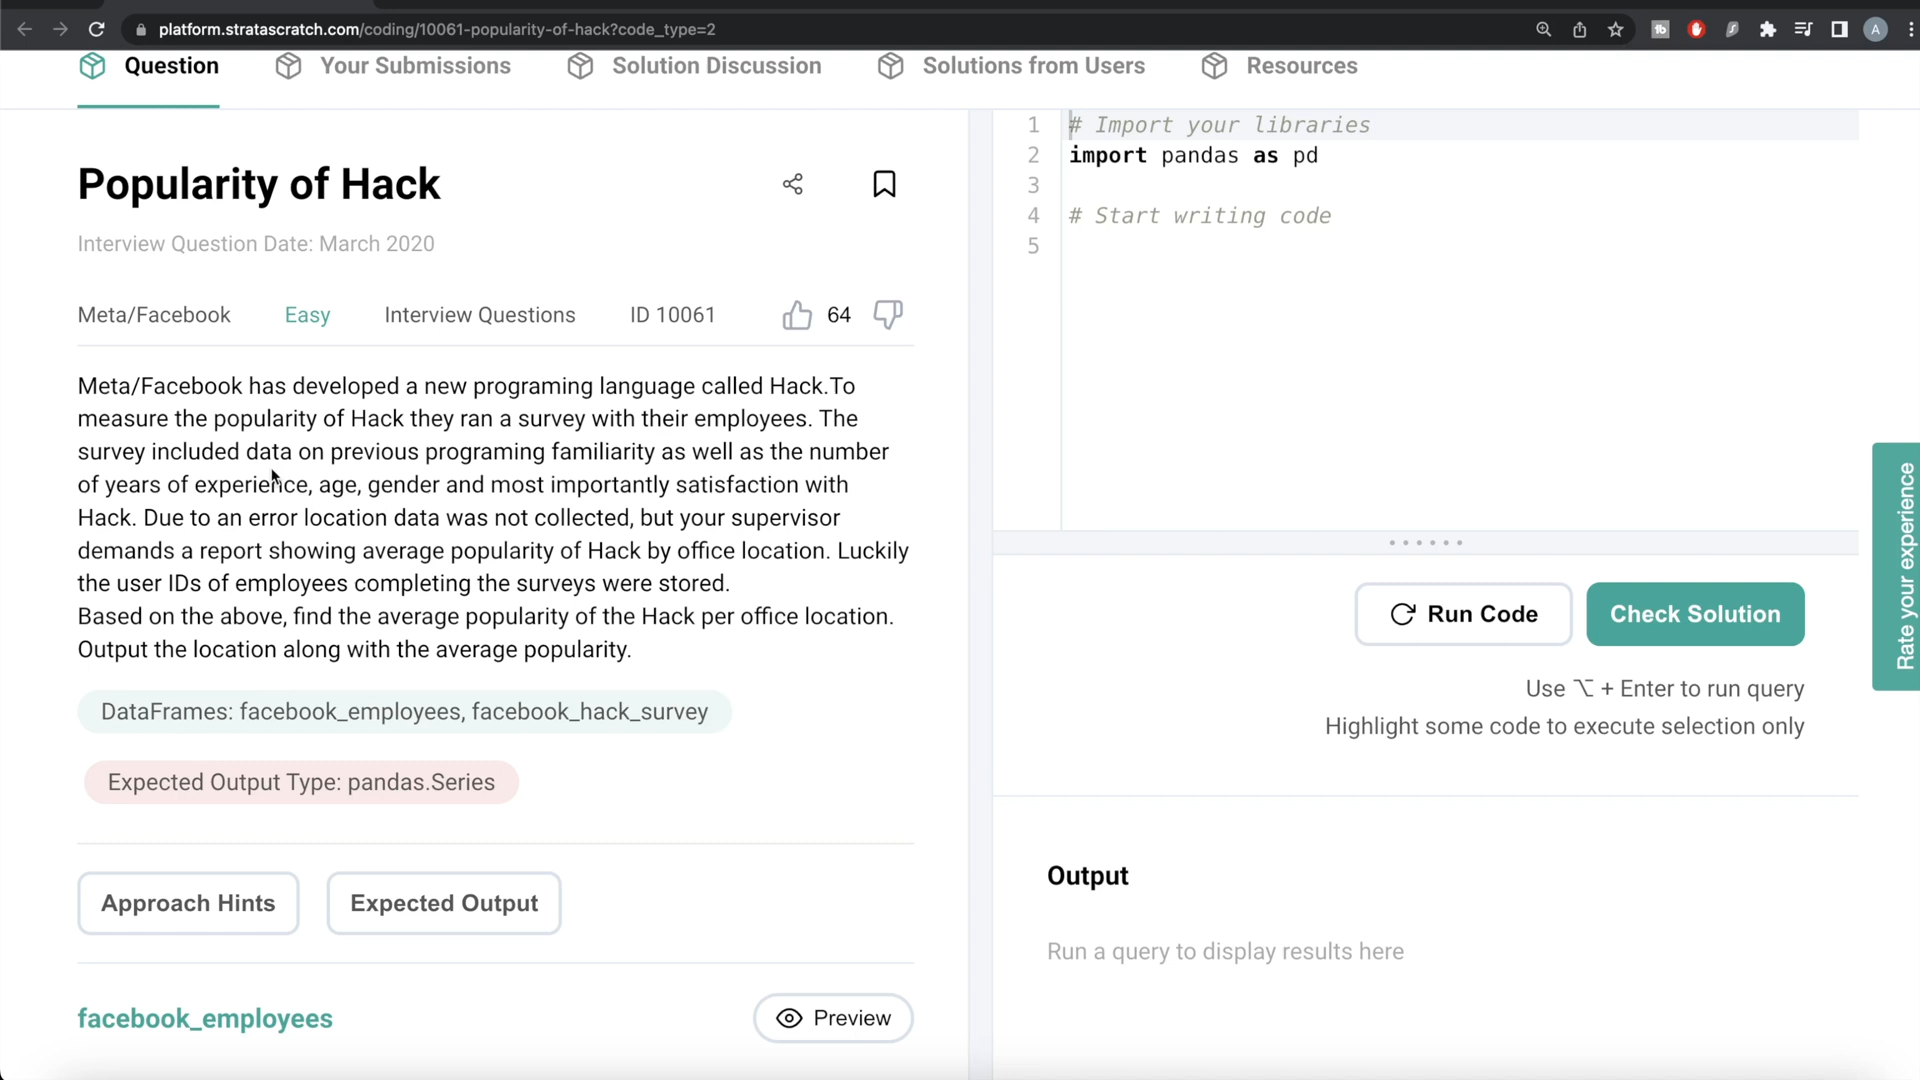 platform.stratascratch.com/coding/10061-popularity-of-hack?code_type=2
A
Question
Your Submissions
Solution Discussion
Solutions from Users
Resources
Popularity of Hack
Interview Question Date: March 2020
Meta/Facebook
Easy
Interview Questions
ID 10061
64
Meta/Facebook has developed a new programing language called Hack.To
measure the popularity of Hack they ran a survey with their employees. The
survey included data on previous programing familiarity as well as the number
of years of experience, age, gender and most importantly satisfaction with
Hack. Due to an error location data was not collected, but your supervisor
demands a report showing average popularity of Hack by office location. Luckily
the user IDs of employees completing the surveys were stored.
Based on the above, find the average popularity of the Hack per office location.
Output the location along with the average popularity.
DataFrames: facebook_employees, facebook_hack_survey
Expected Output Type: pandas.Series
Approach Hints
Expected Output
facebook_employees
Preview
1 # Import your libraries
2 import pandas as pd
3
4 # Start writing code
5
Run Code
Check Solution
Use ⌥ + Enter to run query
Highlight some code to execute selection only
Output
Run a query to display results here
Rate your experience